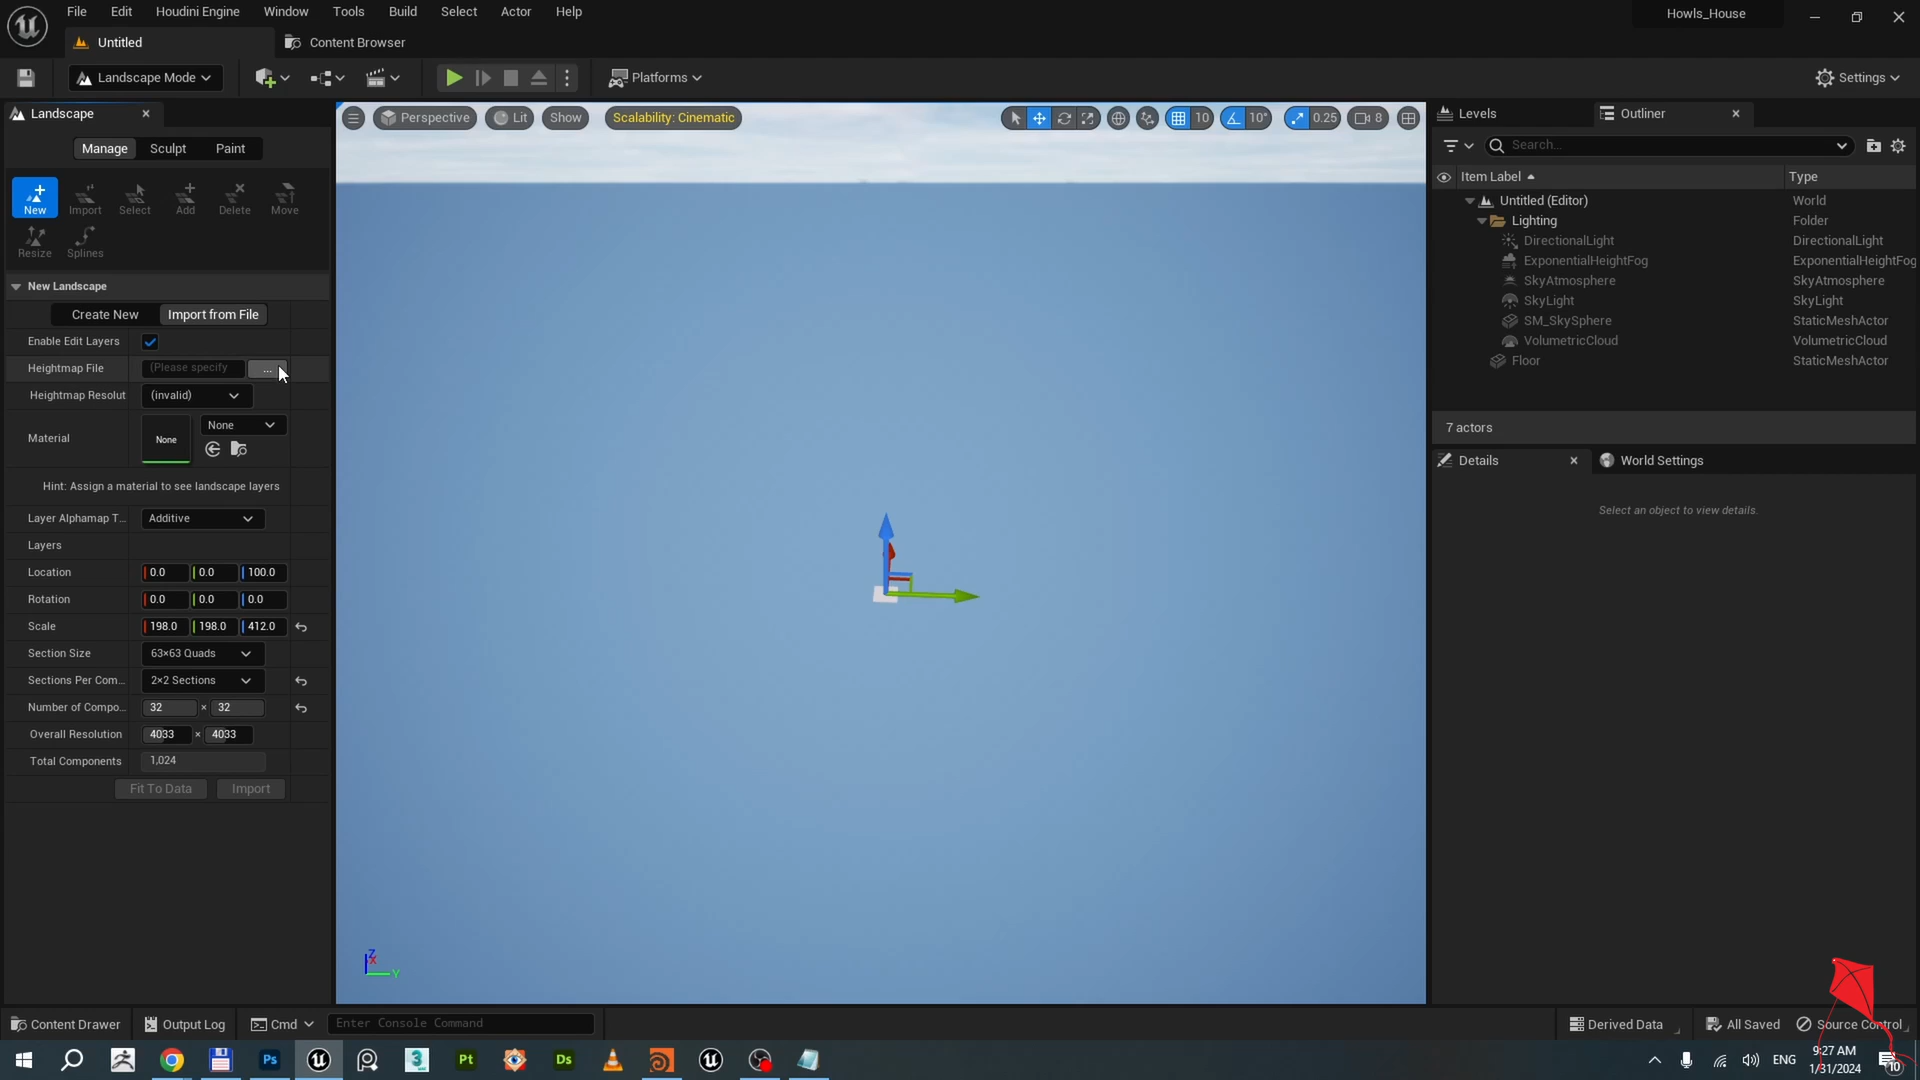 File Edit Houdini Engine Window Tools Build Select Actor Help
Howls_House
Untitled Content Browser
Landscape Mode Platforms Settings
Landscape
Perspective Lit Show Scalability: Cinematic 10 10° 0.25 8
Levels Outliner
Manage Sculpt Paint
Search...
Item Label Type
New Import Select Add Delete Move
Resize Splines
Untitled (Editor) World
Lighting Folder
DirectionalLight DirectionalLight
ExponentialHeightFog ExponentialHeightFog
SkyAtmosphere SkyAtmosphere
SkyLight SkyLight
SM_SkySphere StaticMeshActor
VolumetricCloud VolumetricCloud
Floor StaticMeshActor
7 actors
Details World Settings
Select an object to view details.
New Landscape
Create New Import from File
Enable Edit Layers
Heightmap File (Please specify ...
Heightmap Resolut (invalid)
Material None None
Hint: Assign a material to see landscape layers
Layer Alphamap T... Additive
Layers
Location 0.0 0.0 100.0
Rotation 0.0 0.0 0.0
Scale 198.0 198.0 412.0
Section Size 63×63 Quads
Sections Per Com... 2×2 Sections
Number of Compo... 32 × 32
Overall Resolution 4033 × 4033
Total Components 1,024
Fit To Data Import
Z X Y
Content Drawer Output Log Cmd Enter Console Command
Derived Data All Saved Source Control
Ps Pt Ds
ENG 9:27 AM
1/31/2024
10